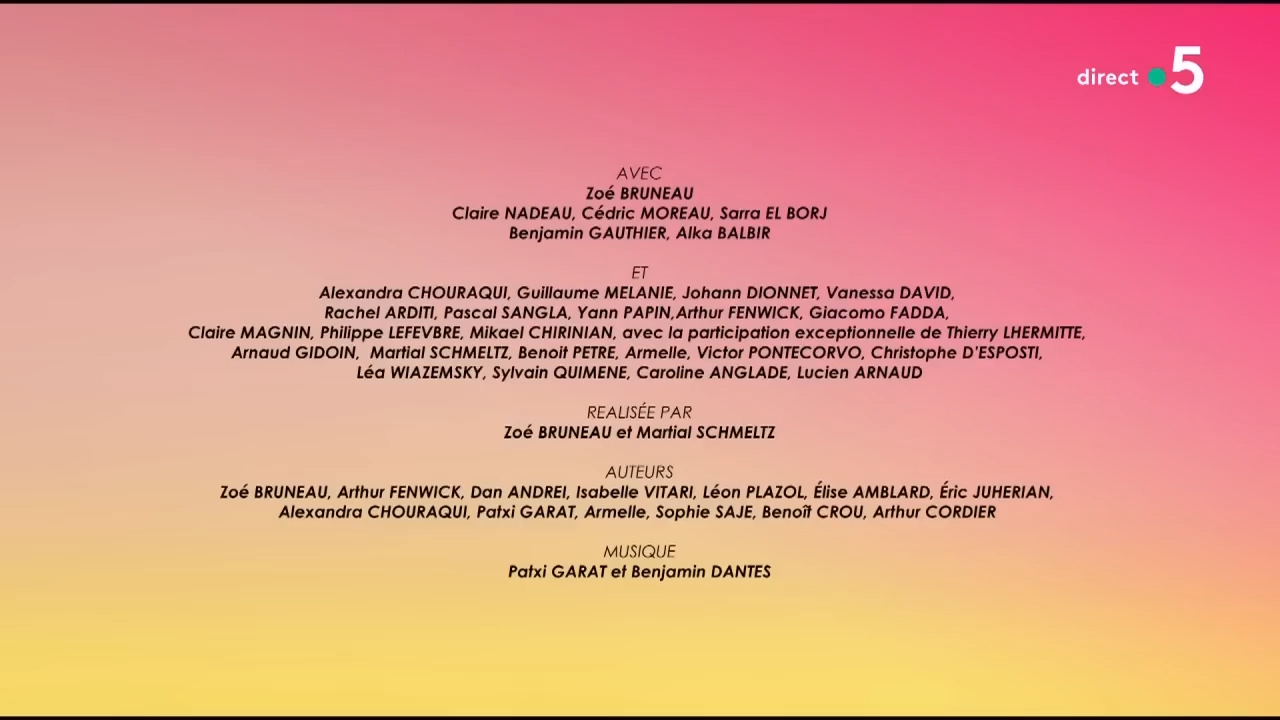 direct 5
AVEC
Zoé BRUNEAU
Claire NADEAU, Cédric MOREAU, Sarra EL BORJ
Benjamin GAUTHIER, Alka BALBIR
ET
Alexandra CHOURAQUI, Guillaume MELANIE, Johann DIONNET, Vanessa DAVID,
Rachel ARDITI, Pascal SANGLA, Yann PAPIN,Arthur FENWICK, Giacomo FADDA,
Claire MAGNIN, Philippe LEFEVBRE, Mikael CHIRINIAN, avec la participation exceptionnelle de Thierry LHERMITTE,
Arnaud GIDOIN, Martial SCHMELTZ, Benoit PETRE, Armelle, Victor PONTECORVO, Christophe D'ESPOSTI,
Léa WIAZEMSKY, Sylvain QUIMENE, Caroline ANGLADE, Lucien ARNAUD
REALISÉE PAR
Zoé BRUNEAU et Martial SCHMELTZ
AUTEURS
Zoé BRUNEAU, Arthur FENWICK, Dan ANDREI, Isabelle VITARI, Léon PLAZOL, Élise AMBLARD, Éric JUHERIAN,
Alexandra CHOURAQUI, Patxi GARAT, Armelle, Sophie SAJE, Benoît CROU, Arthur CORDIER
MUSIQUE
Patxi GARAT et Benjamin DANTES